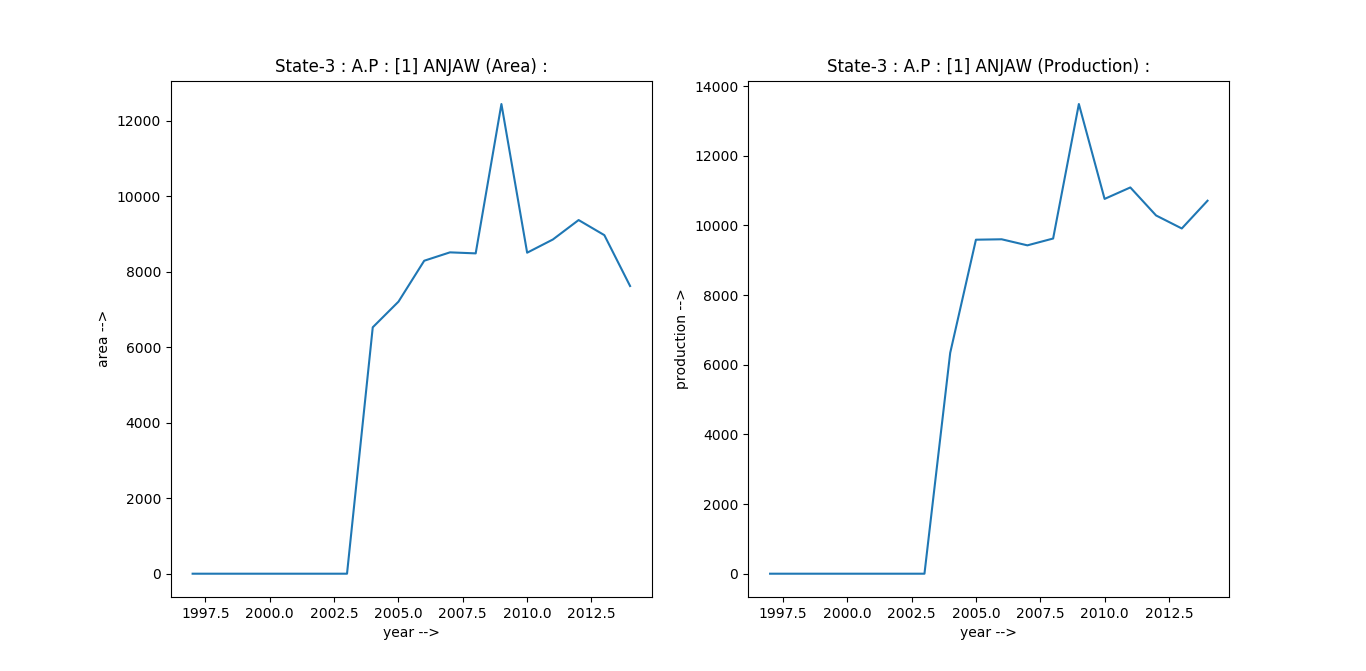 State-3 : A.P : [1] ANJAW (Area) :
12000
10000
8000
6000
4000
2000
0
area -->
1997.5 2000.0 2002.5 2005.0 2007.5 2010.0 2012.5
year -->
State-3 : A.P : [1] ANJAW (Production) :
14000
12000
10000
8000
6000
4000
2000
0
production -->
1997.5 2000.0 2002.5 2005.0 2007.5 2010.0 2012.5
year -->